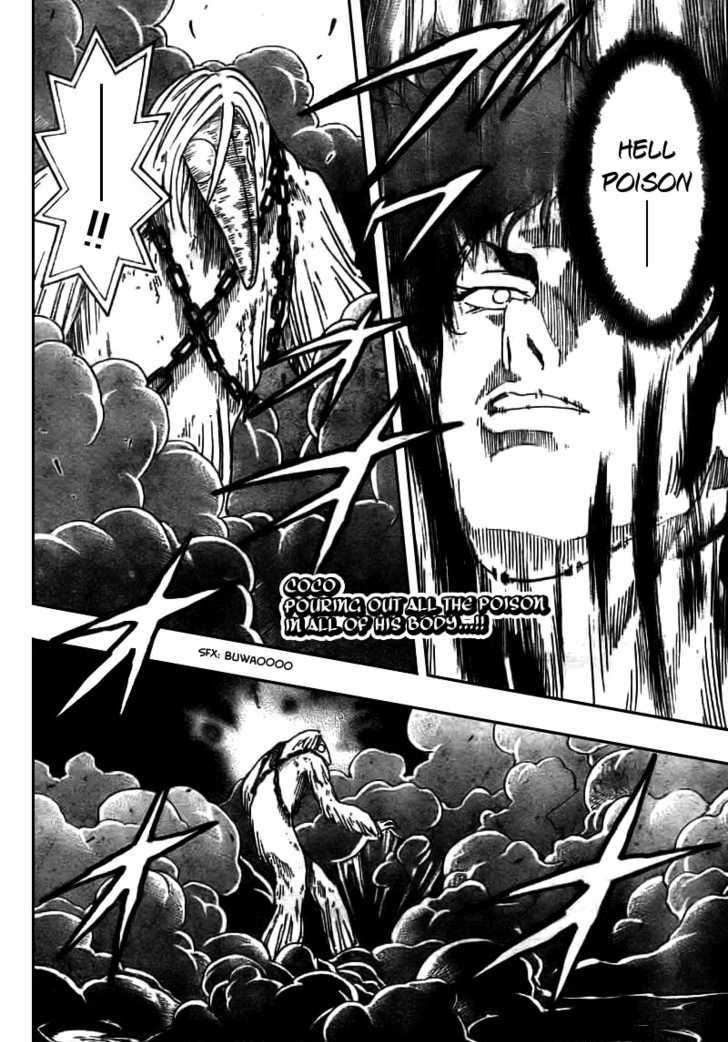 HELL
POISON
—
—
!!
COCO
POURING OUT ALL THE POISON
IN ALL OF HIS BODY...!!
SFX: BUWAOOOO